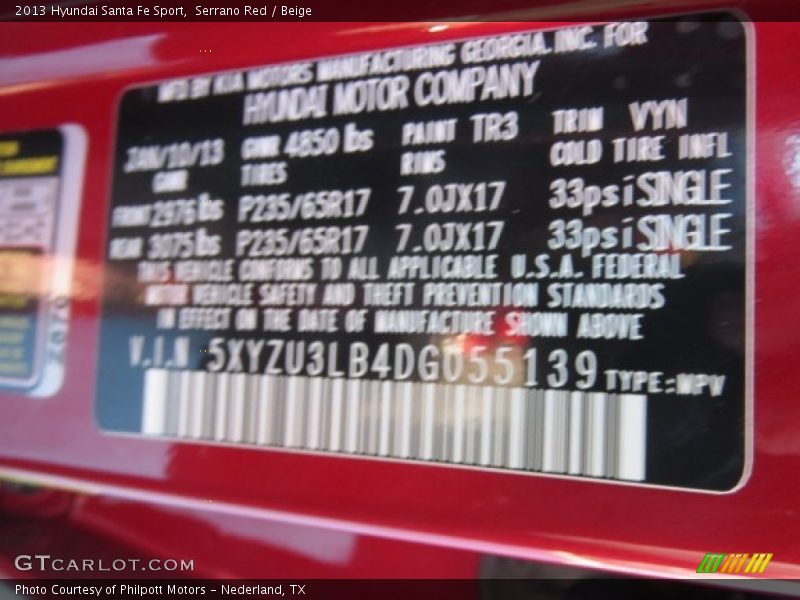 2013 Hyundai Santa Fe Sport,  Serrano Red / Beige
MFD BY KIA MOTORS MANUFACTURING GEORGIA. INC. FOR
HYUNDAI MOTOR COMPANY
JAN/10/13 GVWR 4850 lbs PAINT TR3 TRIM VYN
GAWR TIRES RIMS COLD TIRE INFL
FRONT 2976 lbs P235/65R17 7.0JX17 33psi SINGLE
REAR 3075 lbs P235/65R17 7.0JX17 33psi SINGLE
THIS VEHICLE CONFORMS TO ALL APPLICABLE U.S.A. FEDERAL
MOTOR VEHICLE SAFETY AND THEFT PREVENTION STANDARDS
IN EFFECT ON THE DATE OF MANUFACTURE SHOWN ABOVE
V.I.N 5XYZU3LB4DG055139 TYPE:MPV
GTCARLOT.COM
Photo Courtesy of Philpott Motors - Nederland, TX